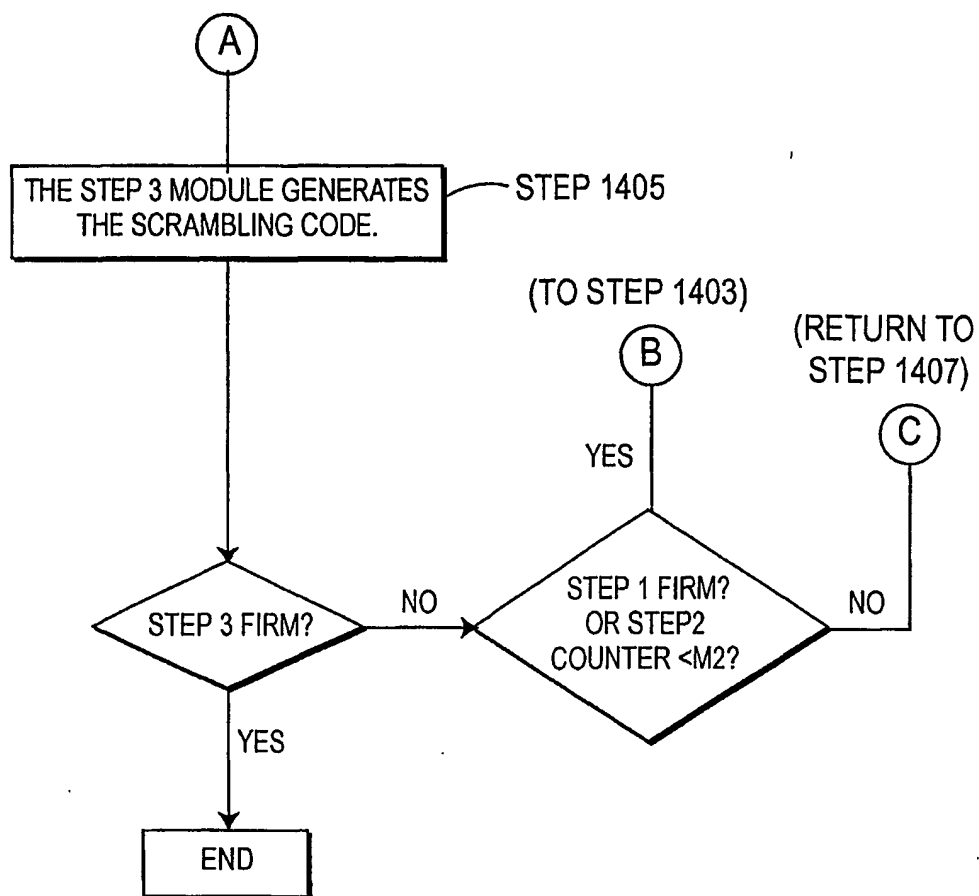 A
THE STEP 3 MODULE GENERATES
THE SCRAMBLING CODE.
STEP 1405
(TO STEP 1403)
B
(RETURN TO
STEP 1407)
C
YES
STEP 3 FIRM?
NO
STEP 1 FIRM?
OR STEP2
COUNTER <M2?
NO
YES
END